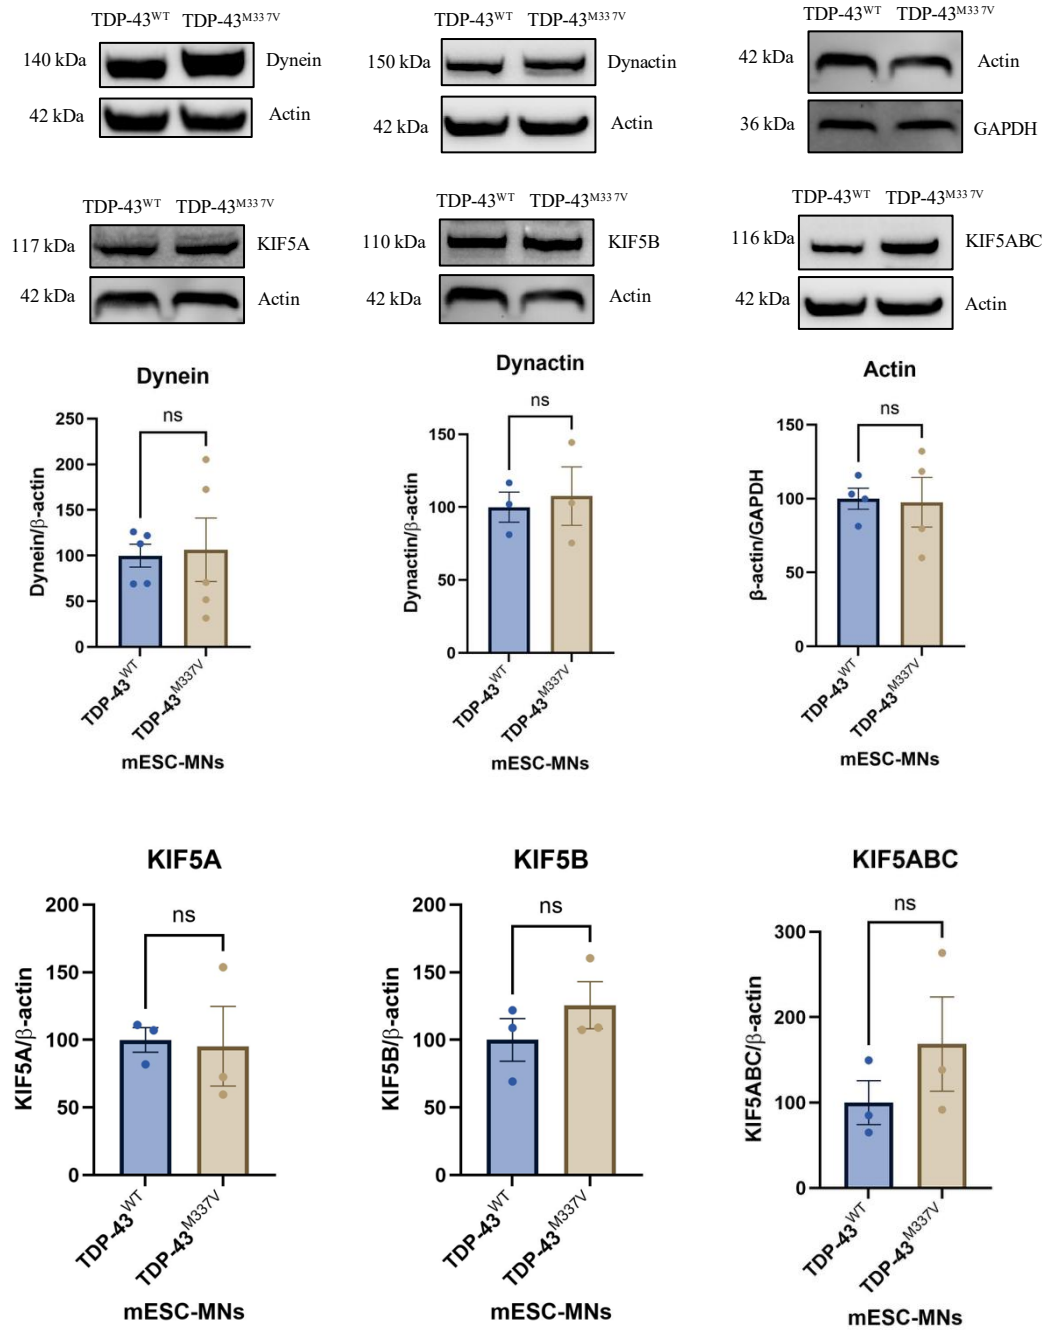 TDP-43WT TDP-43M337V
140 kDa Dynein
42 kDa Actin
TDP-43WT TDP-43M337V
150 kDa Dynactin
42 kDa Actin
TDP-43WT TDP-43M337V
42 kDa Actin
36 kDa GAPDH
TDP-43WT TDP-43M337V
117 kDa KIF5A
42 kDa Actin
TDP-43WT TDP-43M337V
110 kDa KIF5B
42 kDa Actin
TDP-43WT TDP-43M337V
116 kDa KIF5ABC
42 kDa Actin
Dynein
ns
250
200
150
100
50
0
Dynein/β-actin
TDP-43WT
TDP-43M337V
mESC-MNs
Dynactin
ns
150
100
50
0
Dynactin/β-actin
TDP-43WT
TDP-43M337V
mESC-MNs
Actin
ns
150
100
50
0
β-actin/GAPDH
TDP-43WT
TDP-43M337V
mESC-MNs
KIF5A
ns
200
150
100
50
0
KIF5A/β-actin
TDP-43WT
TDP-43M337V
mESC-MNs
KIF5B
ns
200
150
100
50
0
KIF5B/β-actin
TDP-43WT
TDP-43M337V
mESC-MNs
KIF5ABC
ns
300
200
100
0
KIF5ABC/β-actin
TDP-43WT
TDP-43M337V
mESC-MNs